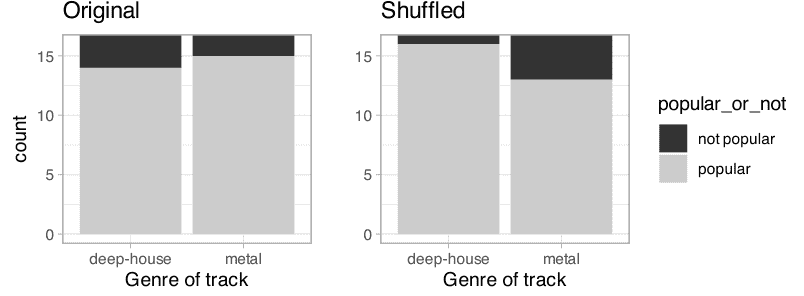 Original
Shuffled
15
10
5
0
count
deep-house
metal
Genre of track
15
10
5
0
deep-house
metal
Genre of track
popular_or_not
not popular
popular